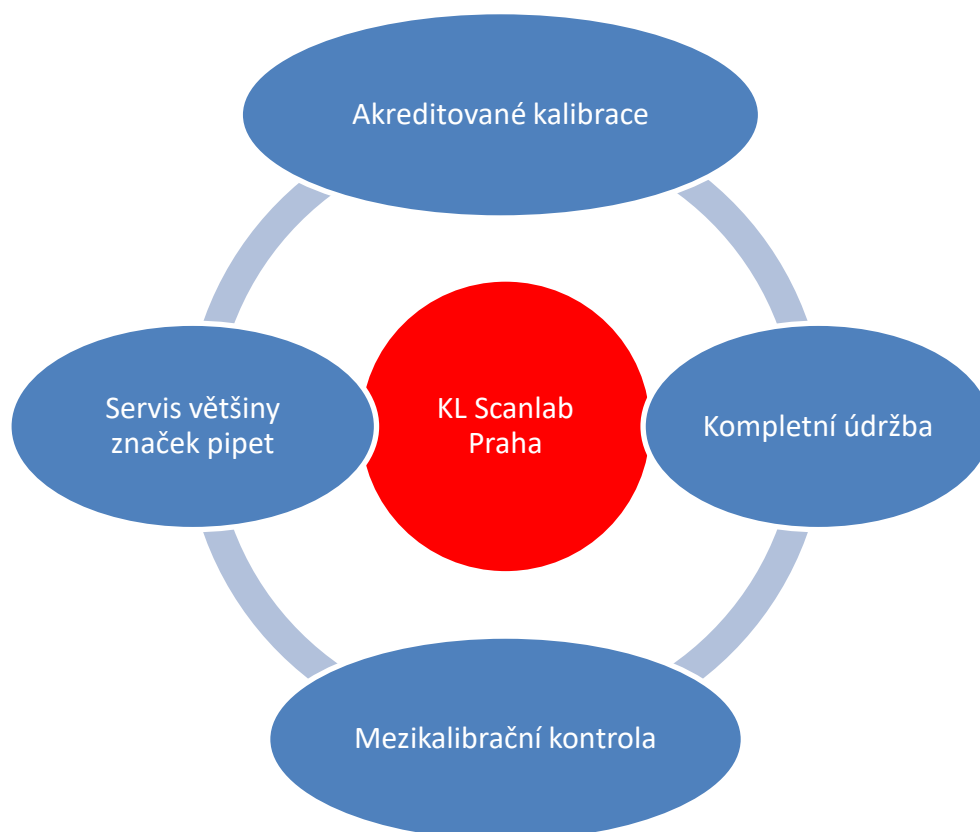 Akreditované kalibrace
Servis většiny
značek pipet
KL Scanlab
Praha
Kompletní údržba
Mezikalibrační kontrola